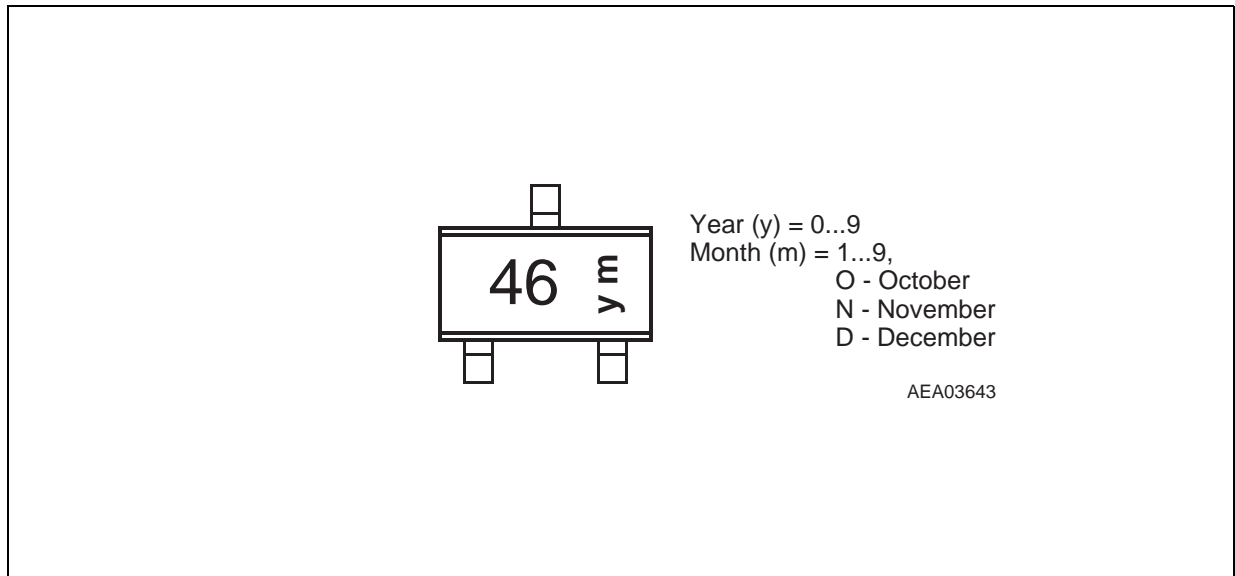 46
y m
Year (y) = 0...9
Month (m) = 1...9,
O - October
N - November
D - December
AEA03643